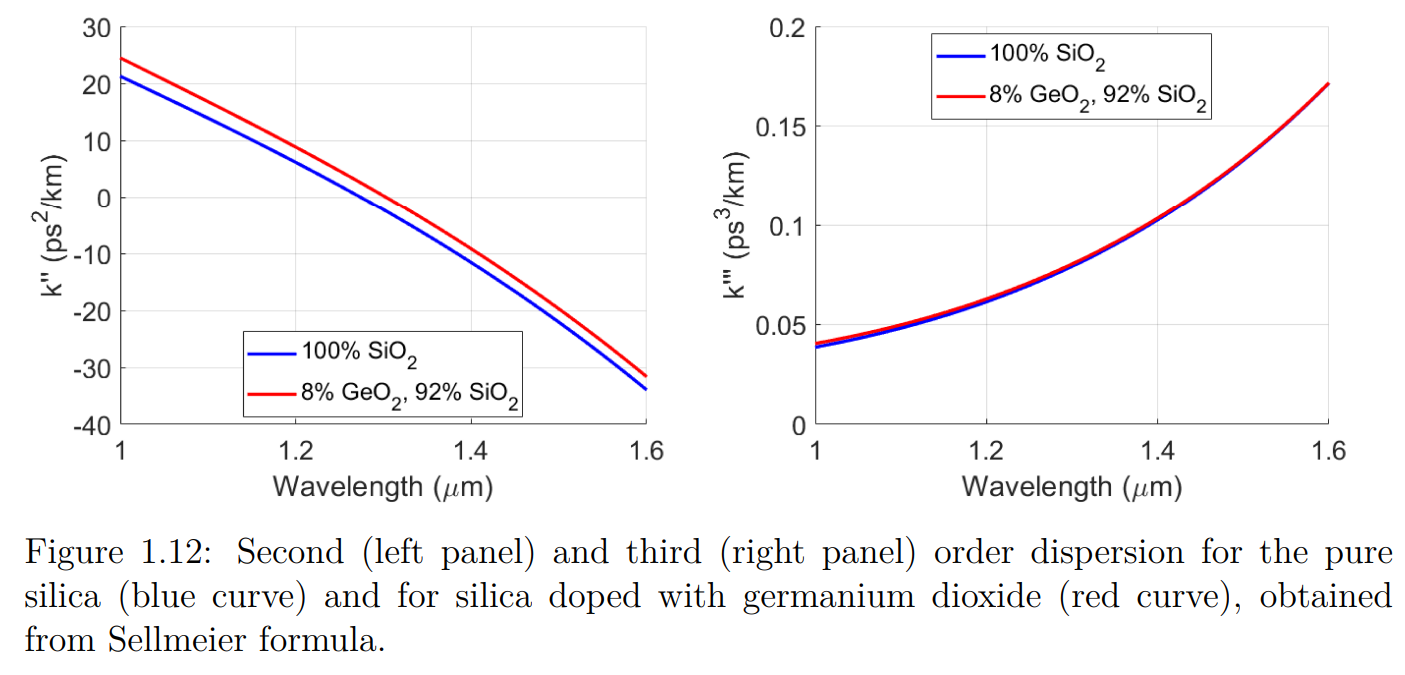 30
20
10
0
-10
-20
-30
-40
1
1.2
1.4
1.6
k'' (ps2/km)
Wavelength (μm)
100% SiO2
8% GeO2, 92% SiO2
0.2
0.15
0.1
0.05
0
1
1.2
1.4
1.6
k''' (ps3/km)
Wavelength (μm)
100% SiO2
8% GeO2, 92% SiO2
Figure 1.12: Second (left panel) and third (right panel) order dispersion for the pure
silica (blue curve) and for silica doped with germanium dioxide (red curve), obtained
from Sellmeier formula.